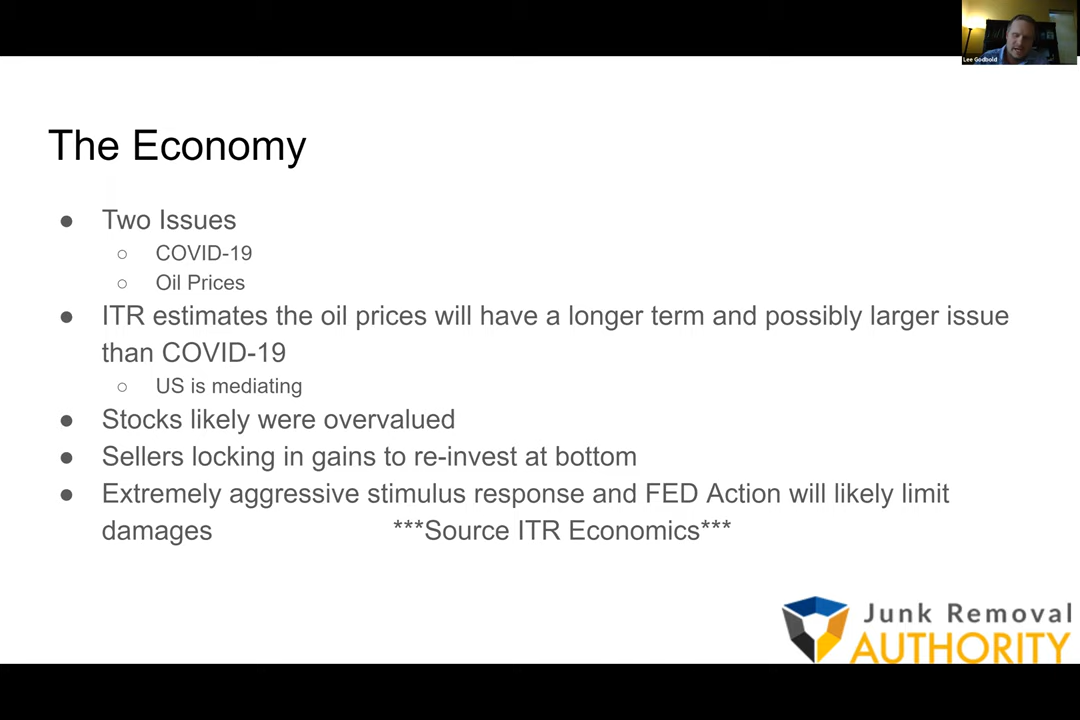 Lee Godbold
The Economy
● Two Issues
○ COVID-19
○ Oil Prices
● ITR estimates the oil prices will have a longer term and possibly larger issue
than COVID-19
○ US is mediating
● Stocks likely were overvalued
● Sellers locking in gains to re-invest at bottom
● Extremely aggressive stimulus response and FED Action will likely limit
damages ***Source ITR Economics***
Junk Removal
AUTHORITY